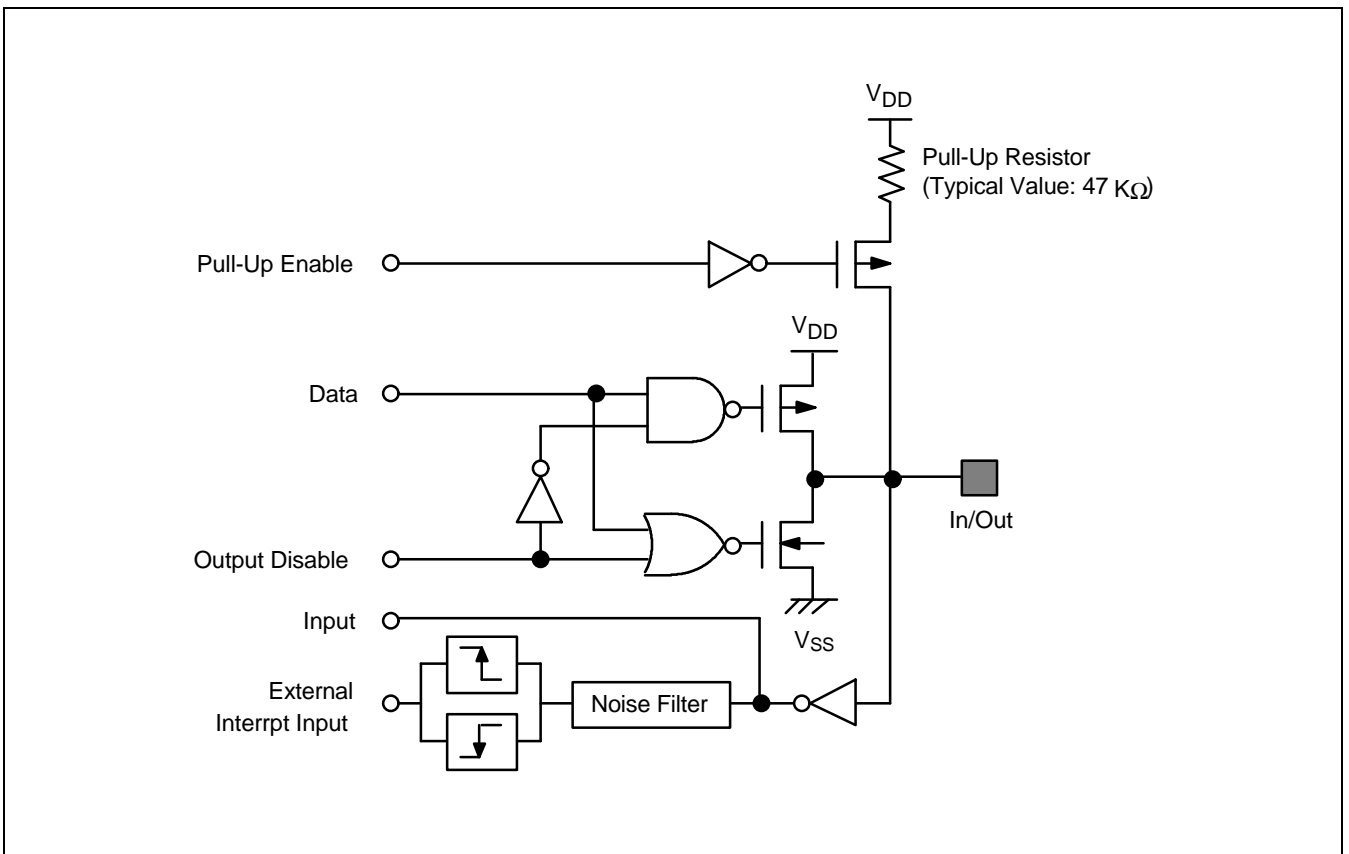 VDD
Pull-Up Resistor
(Typical Value: 47 KΩ)
Pull-Up Enable
VDD
Data
In/Out
Output Disable
Input
VSS
External
Interrpt Input
Noise Filter